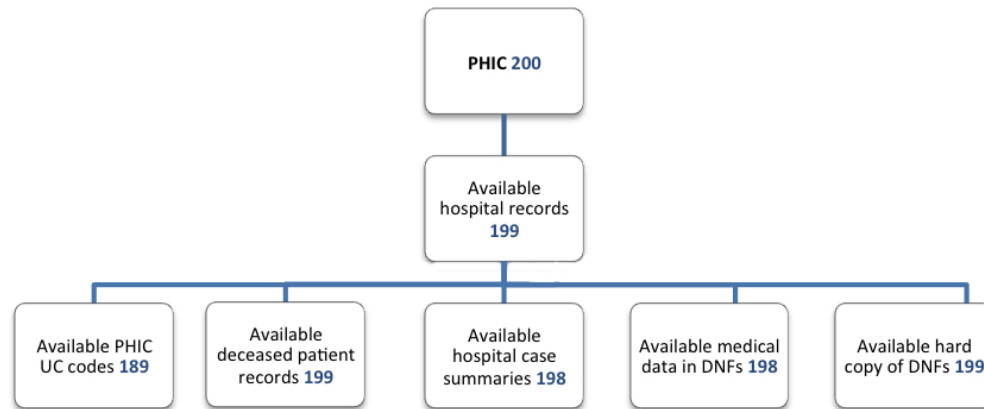 PHIC 200
Available
hospital records
199
Available PHIC
UC codes 189
Available
deceased patient
records 199
Available
hospital case
summaries 198
Available medical
data in DNFs 198
Available hard
copy of DNFs 199